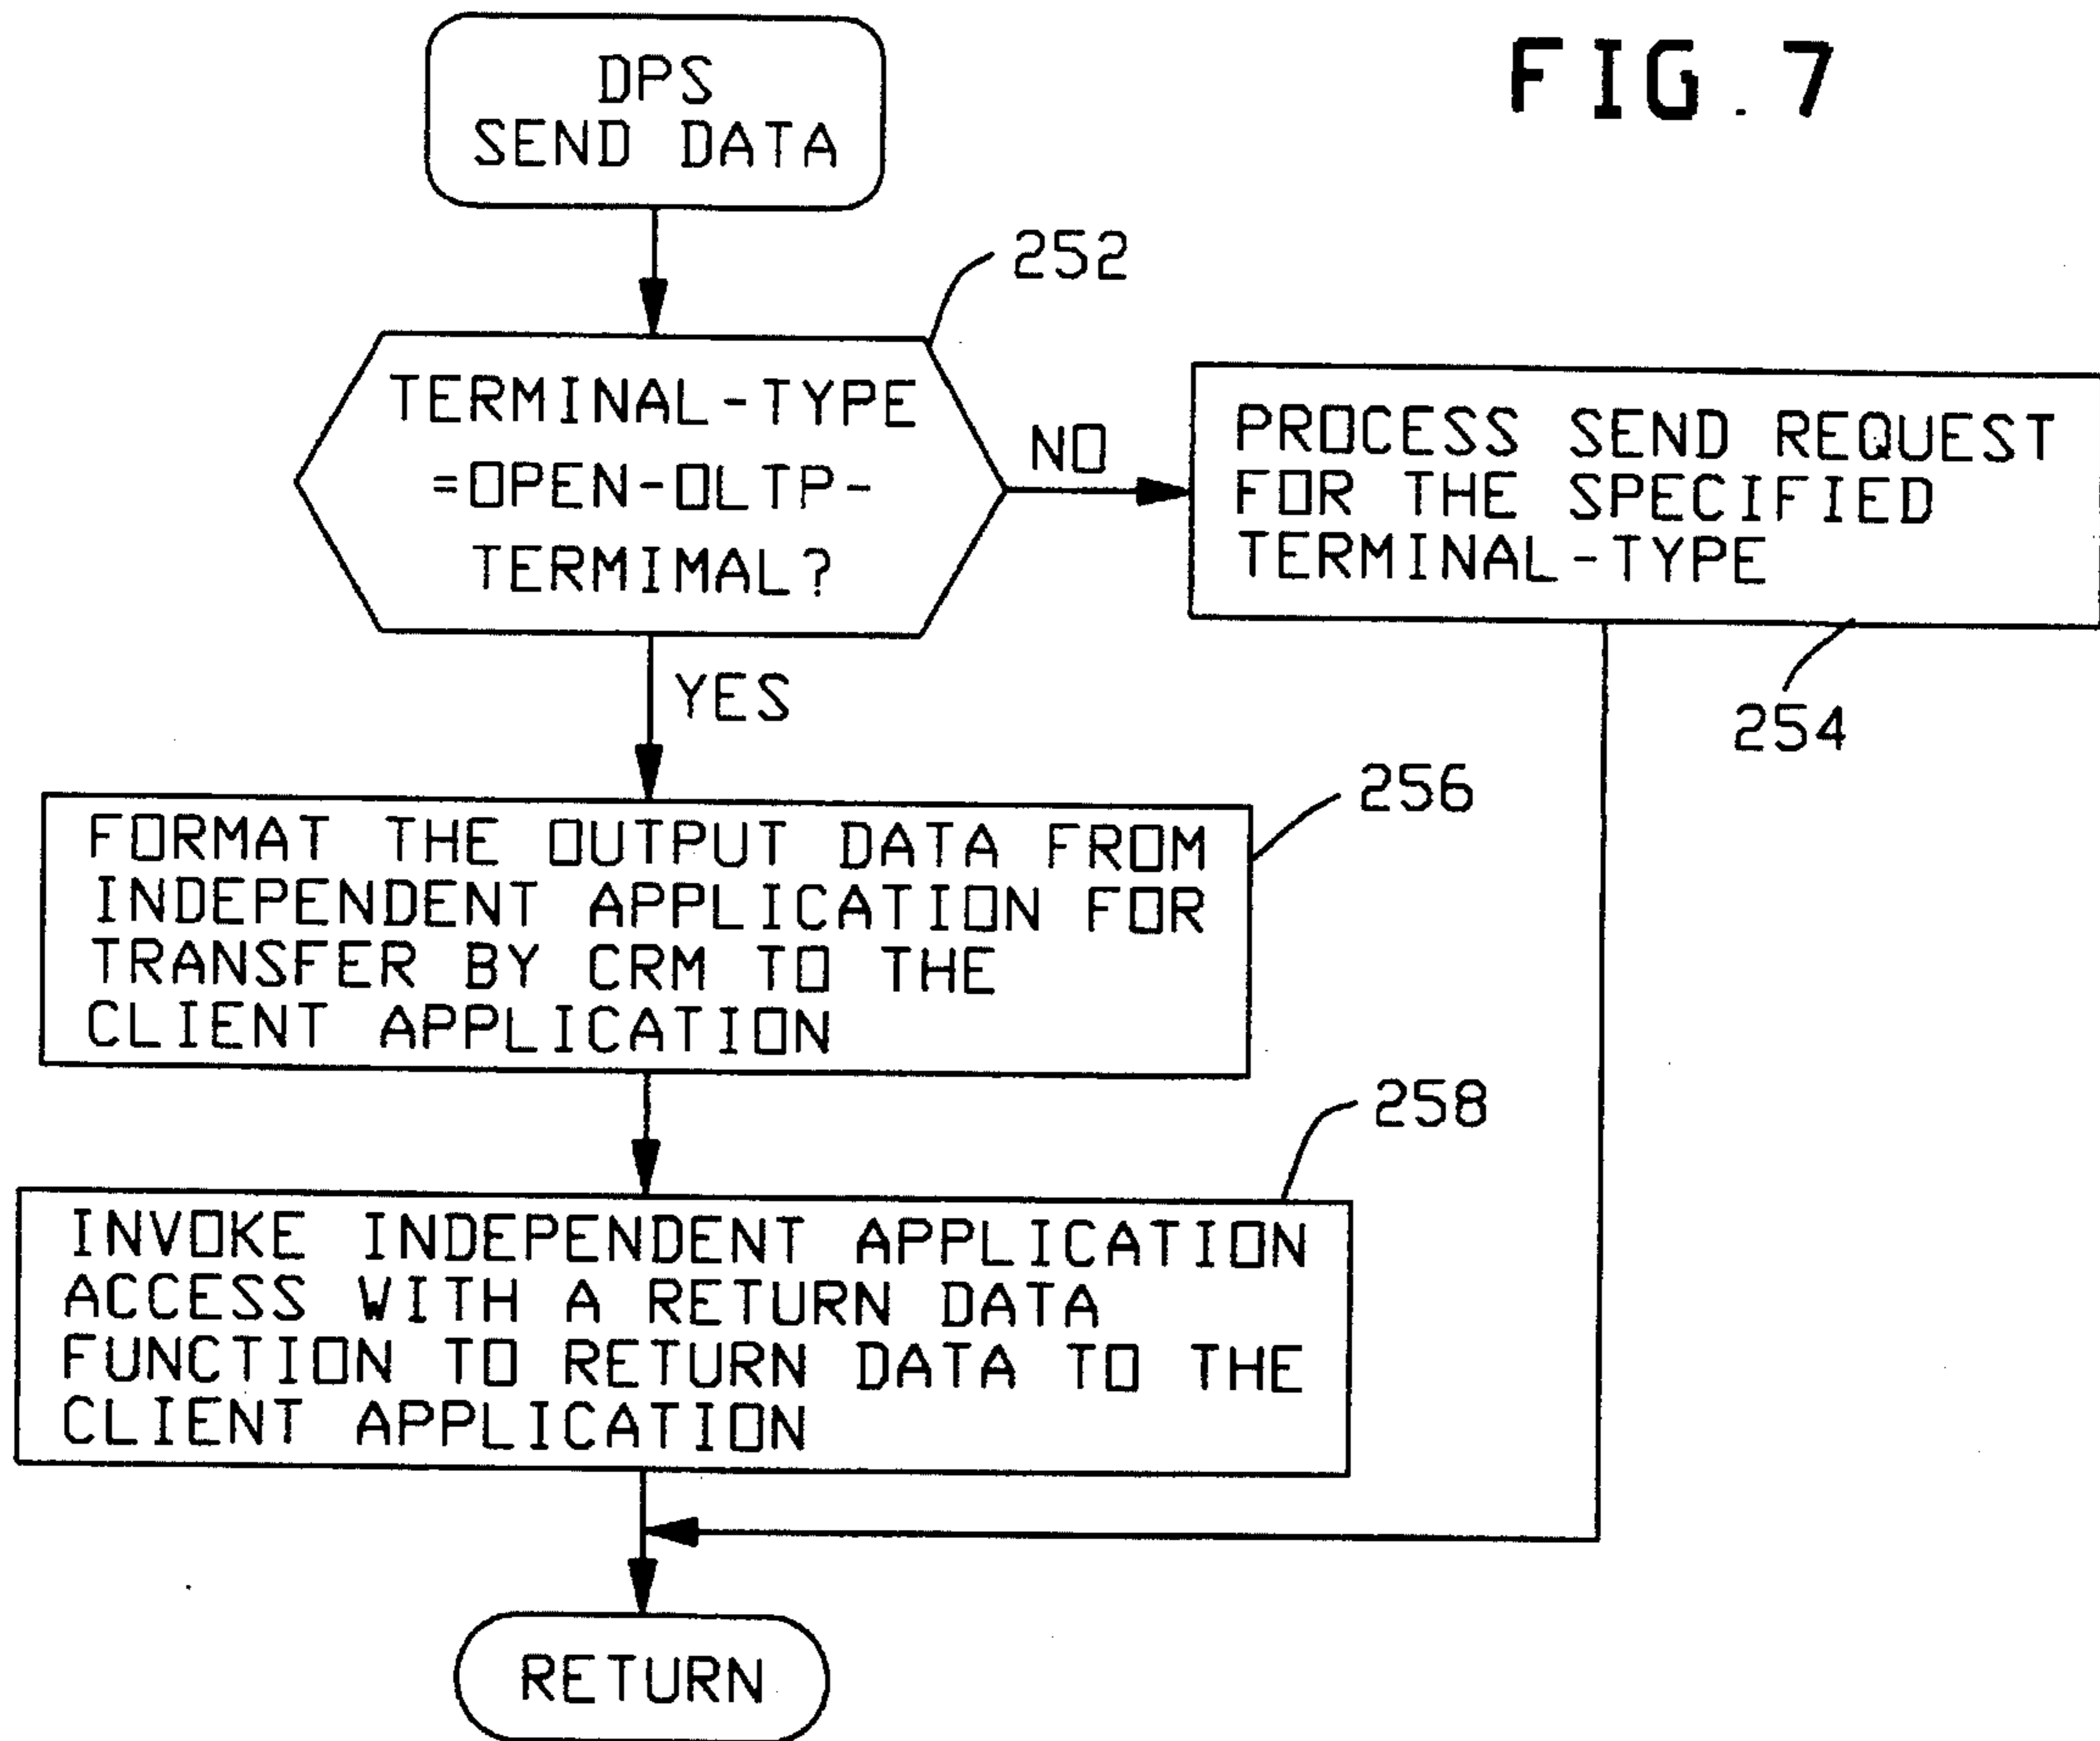 FIG. 7
DPS
SEND DATA
252
TERMINAL-TYPE
=OPEN-OLTP-
TERMIMAL?
NO
PROCESS SEND REQUEST
FOR THE SPECIFIED
TERMINAL-TYPE
254
YES
256
FORMAT THE OUTPUT DATA FROM
INDEPENDENT APPLICATION FOR
TRANSFER BY CRM TO THE
CLIENT APPLICATION
258
INVOKE INDEPENDENT APPLICATION
ACCESS WITH A RETURN DATA
FUNCTION TO RETURN DATA TO THE
CLIENT APPLICATION
RETURN